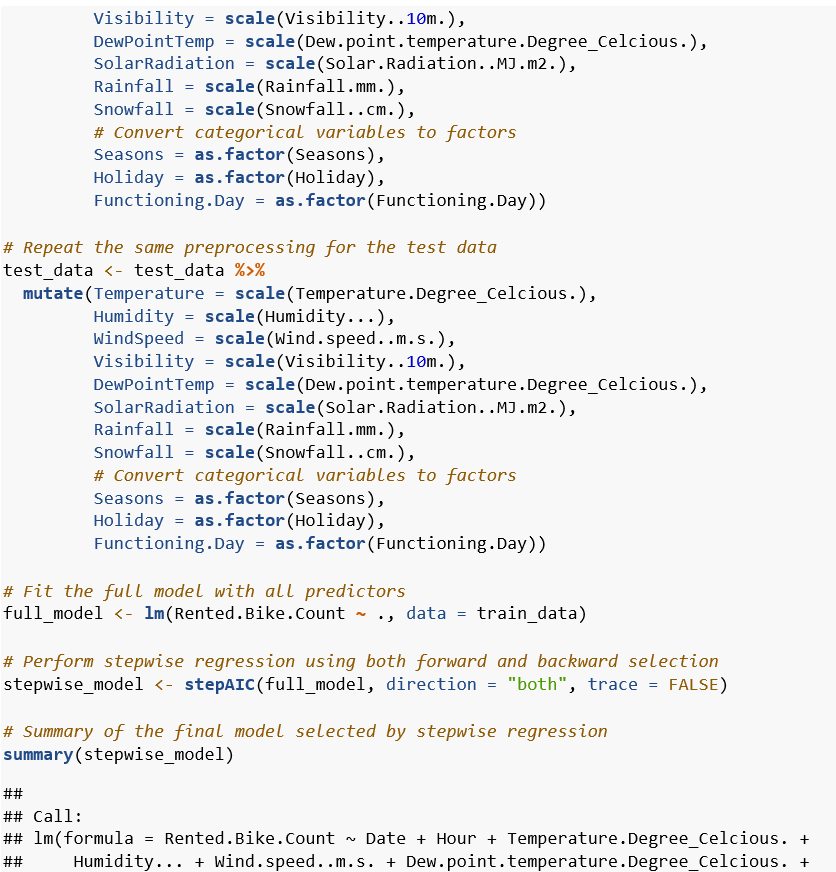 Visibility = scale(Visibility..10m.),
DewPointTemp = scale(Dew.point.temperature.Degree_Celcious.),
SolarRadiation = scale(Solar.Radiation..MJ.m2.),
Rainfall = scale(Rainfall.mm.),
Snowfall = scale(Snowfall..cm.),
# Convert categorical variables to factors
Seasons = as.factor(Seasons),
Holiday = as.factor(Holiday),
Functioning.Day = as.factor(Functioning.Day))
# Repeat the same preprocessing for the test data
test_data <- test_data %>%
mutate(Temperature = scale(Temperature.Degree_Celcious.),
Humidity = scale(Humidity...),
WindSpeed = scale(Wind.speed..m.s.),
Visibility = scale(Visibility..10m.),
DewPointTemp = scale(Dew.point.temperature.Degree_Celcious.),
SolarRadiation = scale(Solar.Radiation..MJ.m2.),
Rainfall = scale(Rainfall.mm.),
Snowfall = scale(Snowfall..cm.),
# Convert categorical variables to factors
Seasons = as.factor(Seasons),
Holiday = as.factor(Holiday),
Functioning.Day = as.factor(Functioning.Day))
# Fit the full model with all predictors
full_model <- lm(Rented.Bike.Count ~ ., data = train_data)
# Perform stepwise regression using both forward and backward selection
stepwise_model <- stepAIC(full_model, direction = "both", trace = FALSE)
# Summary of the final model selected by stepwise regression
summary(stepwise_model)
##
## Call:
## lm(formula = Rented.Bike.Count ~ Date + Hour + Temperature.Degree_Celcious. +
##     Humidity... + Wind.speed..m.s. + Dew.point.temperature.Degree_Celcious. +